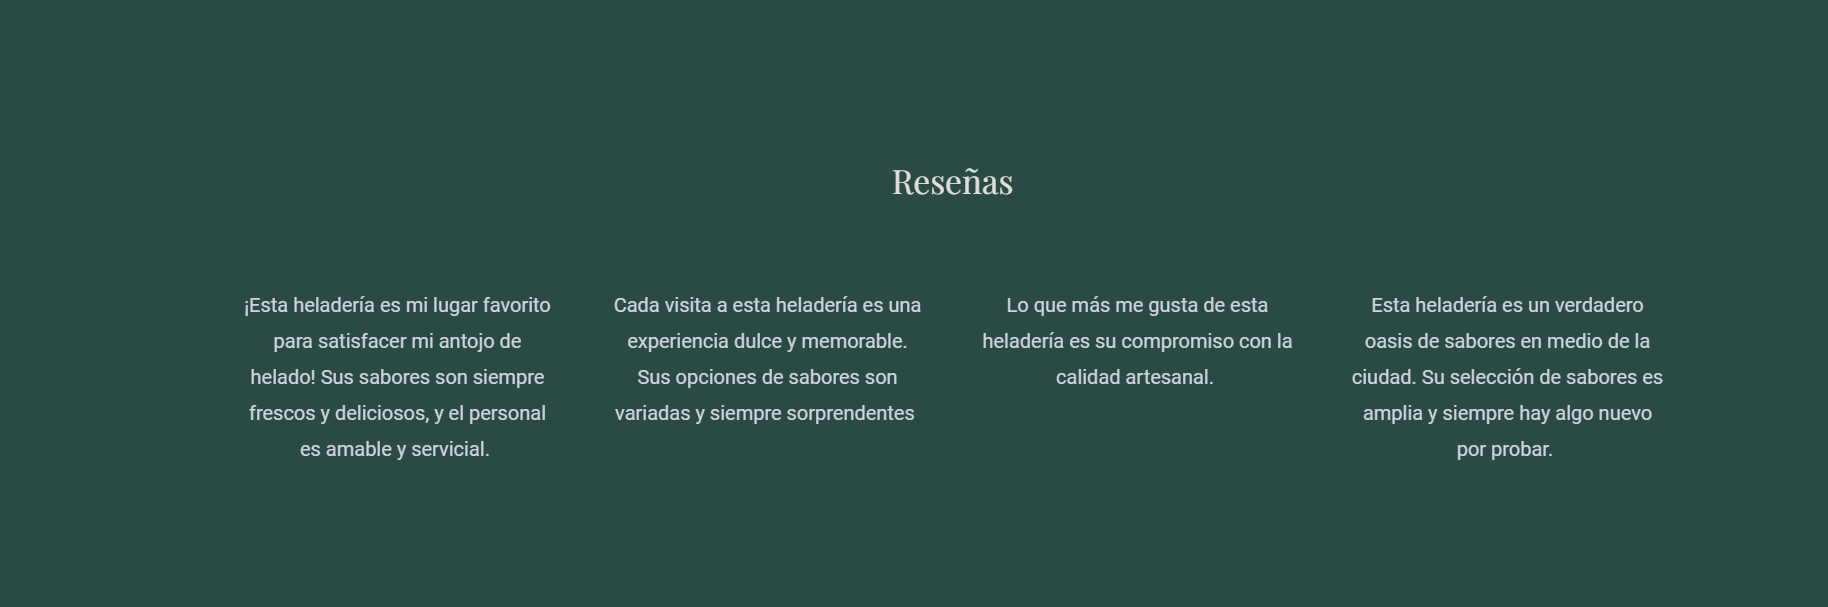 Reseñas
¡Esta heladería es mi lugar favorito
para satisfacer mi antojo de
helado! Sus sabores son siempre
frescos y deliciosos, y el personal
es amable y servicial.
Cada visita a esta heladería es una
experiencia dulce y memorable.
Sus opciones de sabores son
variadas y siempre sorprendentes
Lo que más me gusta de esta
heladería es su compromiso con la
calidad artesanal.
Esta heladería es un verdadero
oasis de sabores en medio de la
ciudad. Su selección de sabores es
amplia y siempre hay algo nuevo
por probar.